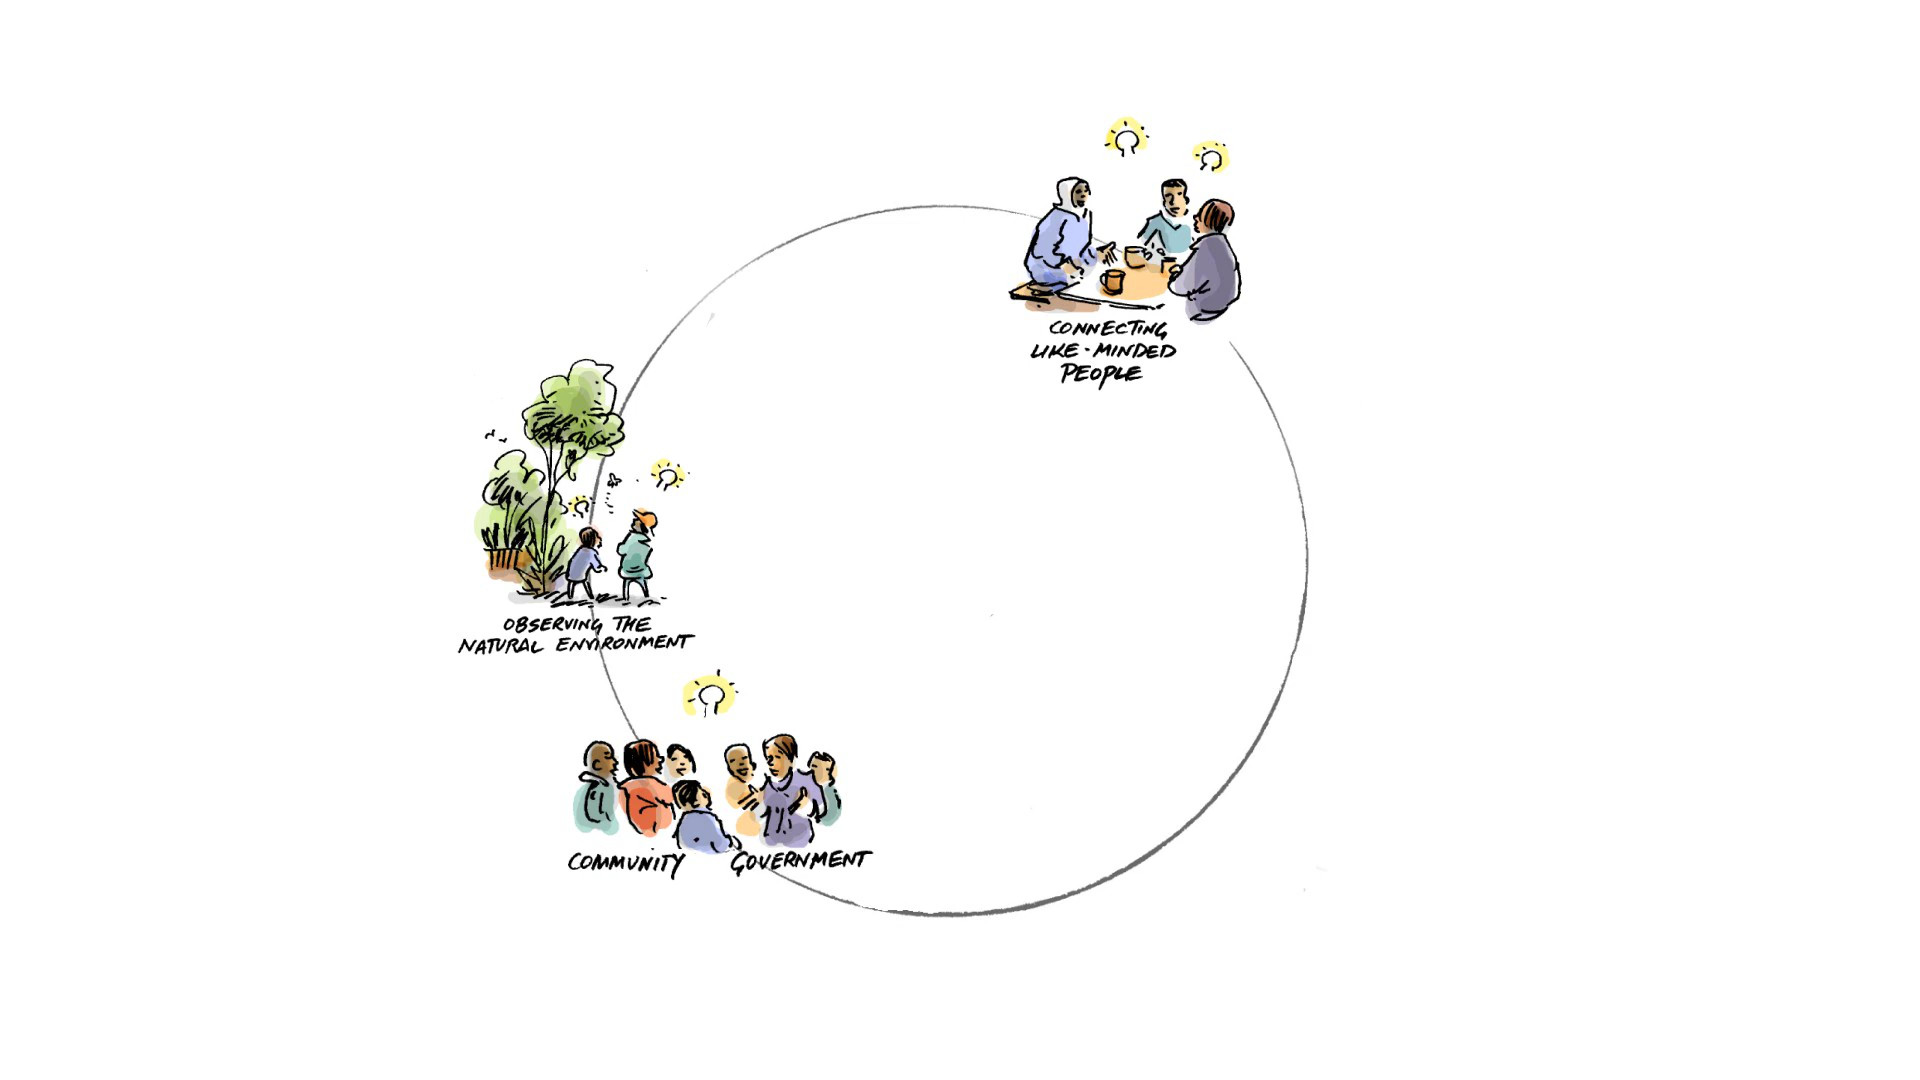 CONNECTING
LIKE-MINDED
PEOPLE
OBSERVING THE
NATURAL ENVIRONMENT
COMMUNITY GOVERNMENT